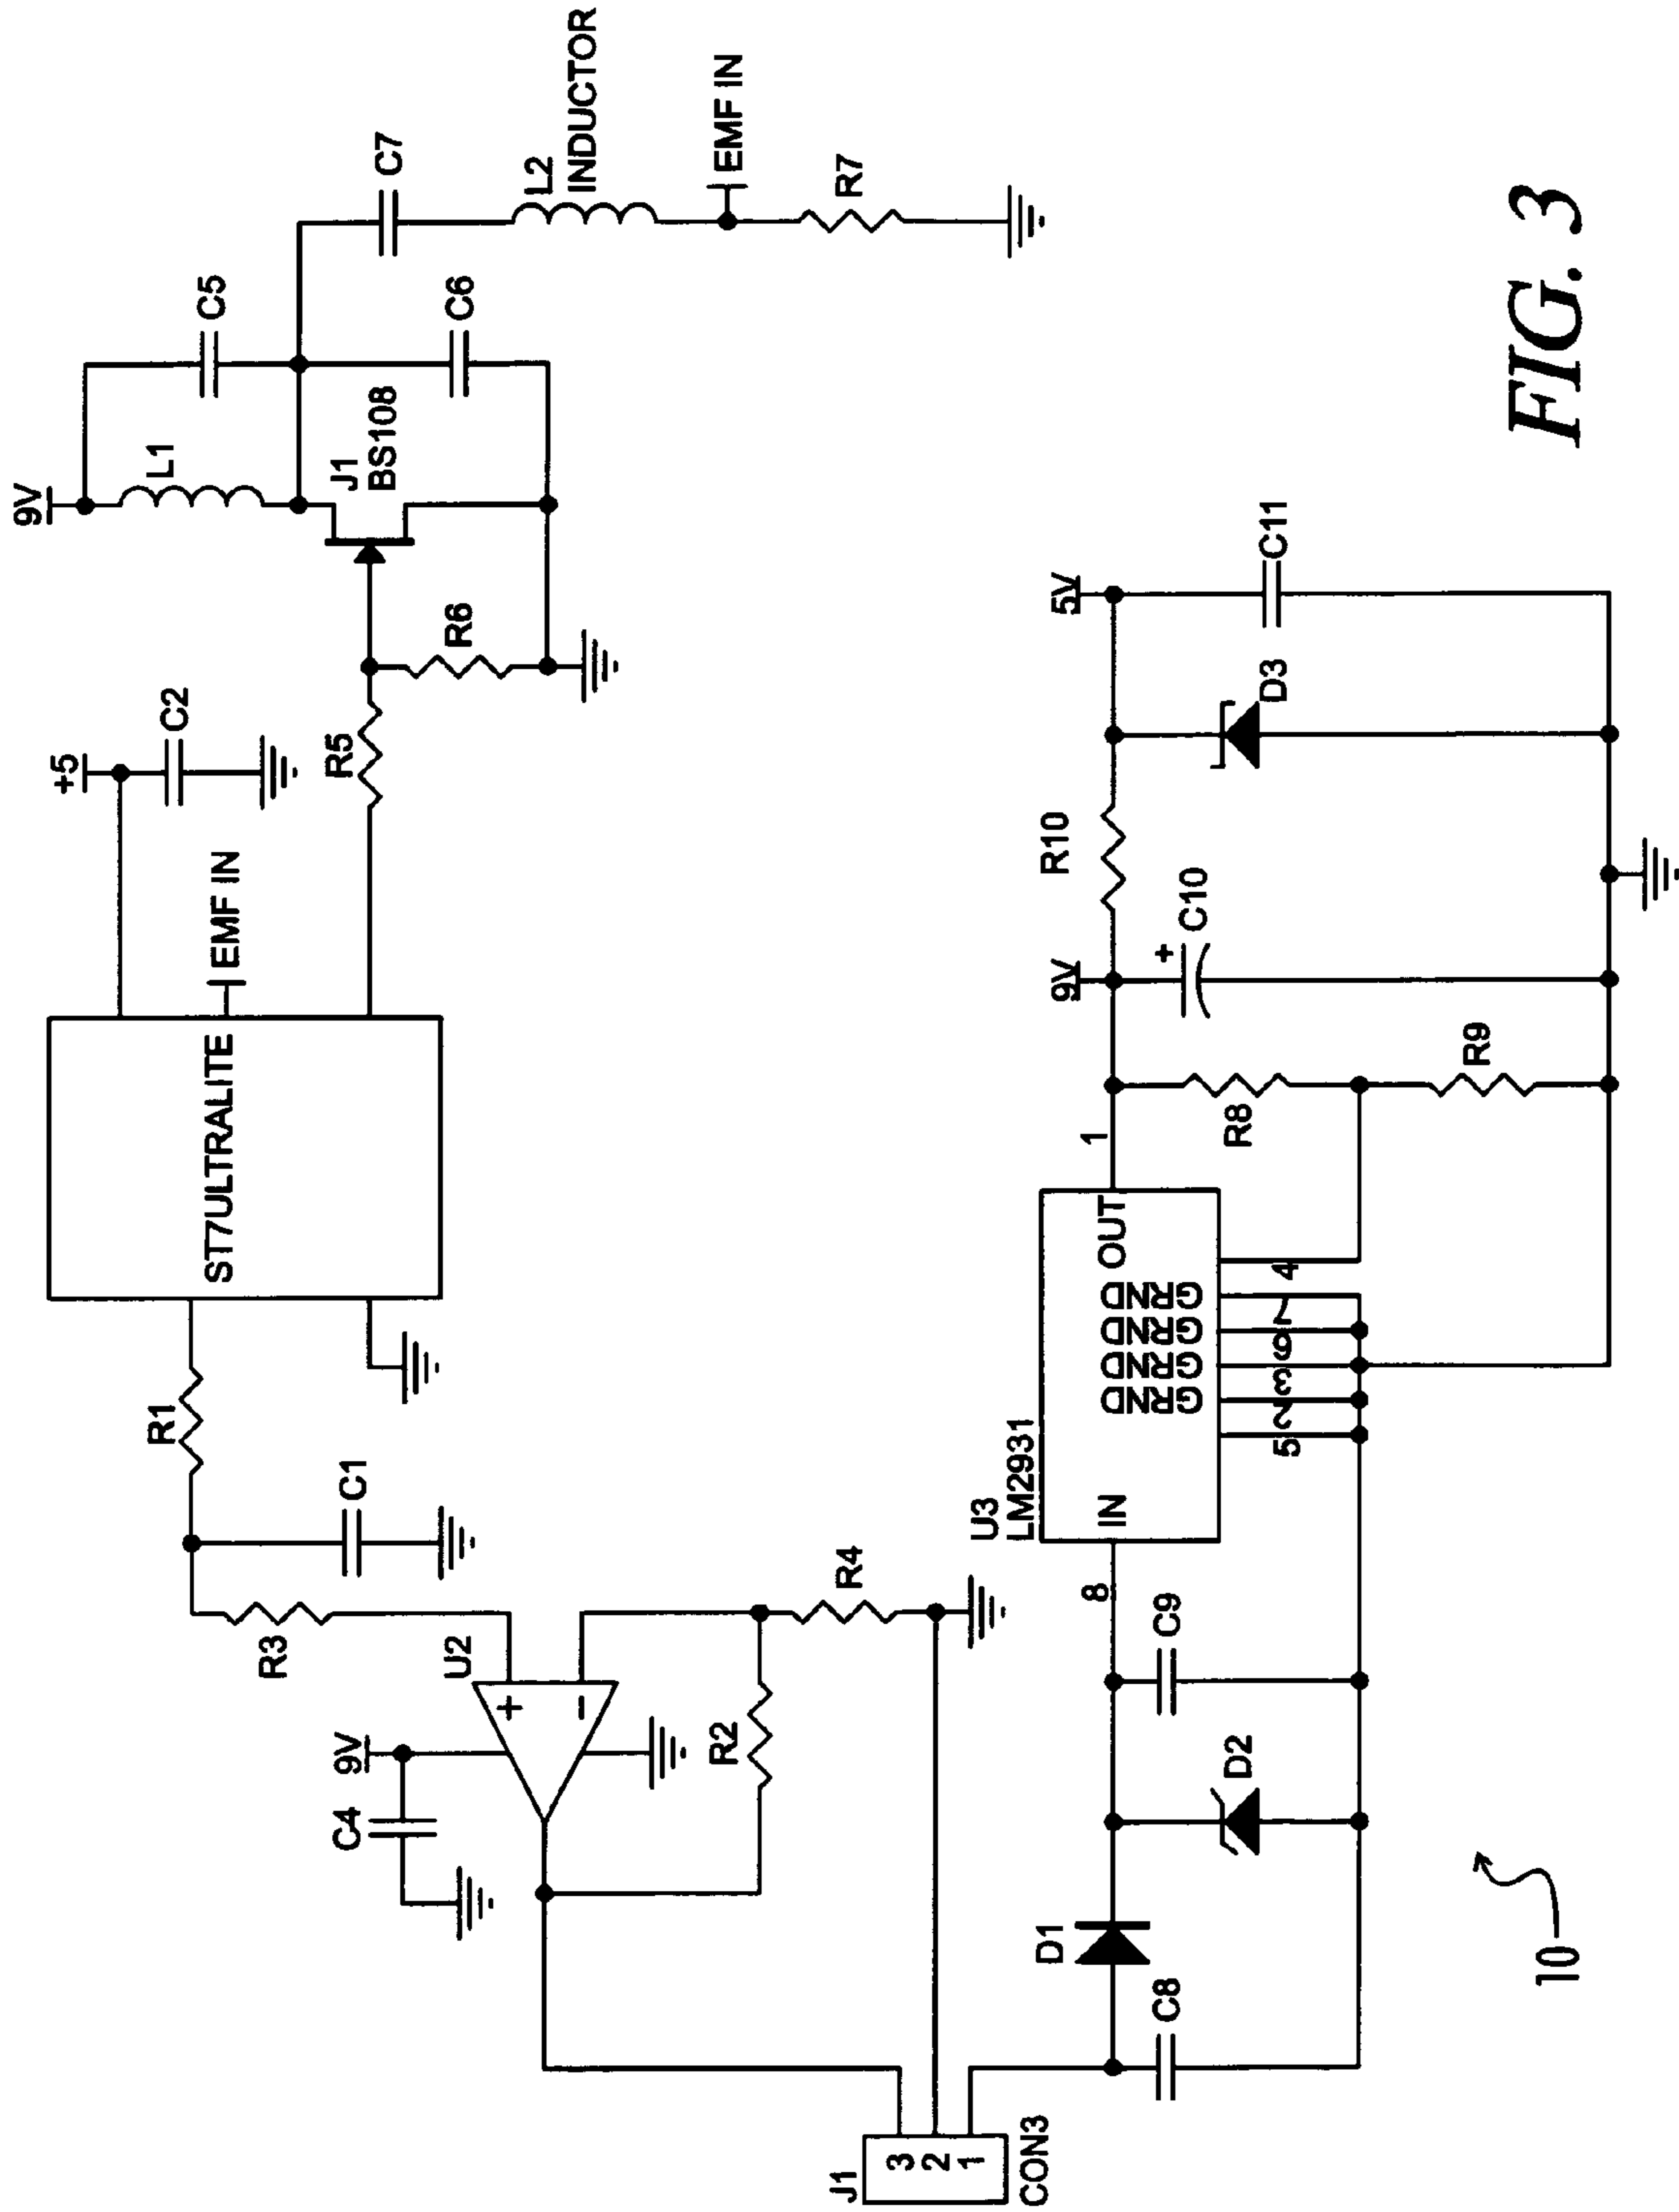 9V
L1
C5
C7
L2
INDUCTOR
EMF IN
R7
J1
BS108
C6
R6
R5
+5
C2
EMF IN
ST7ULTRALITE
R1
C1
R3
U2
+
-
9V
C4
R2
R4
J1
3
2
1
CON3
C8
D1
D2
C9
8
U3
LM2931
IN
OUT
GRND
GRND
GRND
GRND
5
2
3
6
7
4
1
R8
R9
9V
+
C10
R10
5V
D3
C11
10
FIG. 3